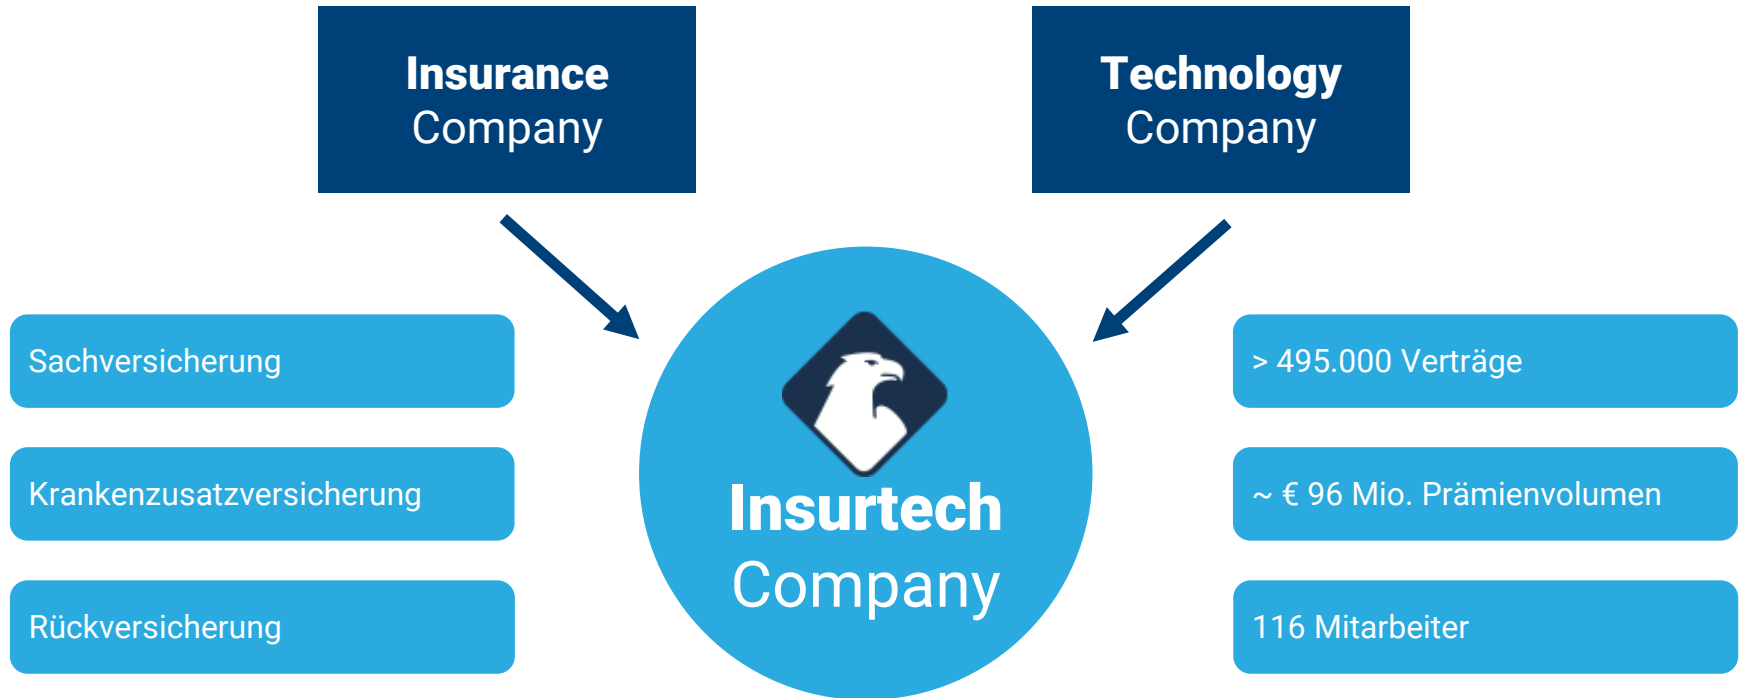 Insurance
Company
Technology
Company
Sachversicherung
Krankenzusatzversicherung
Rückversicherung
Insurtech
Company
> 495.000 Verträge
~ € 96 Mio. Prämienvolumen
116 Mitarbeiter